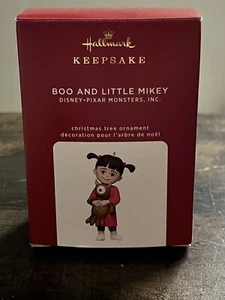 Hallmark
KEEPSAKE
BOO AND LITTLE MIKEY
DISNEY•PIXAR MONSTERS, INC.
christmas tree ornament
décoration pour l'arbre de noël